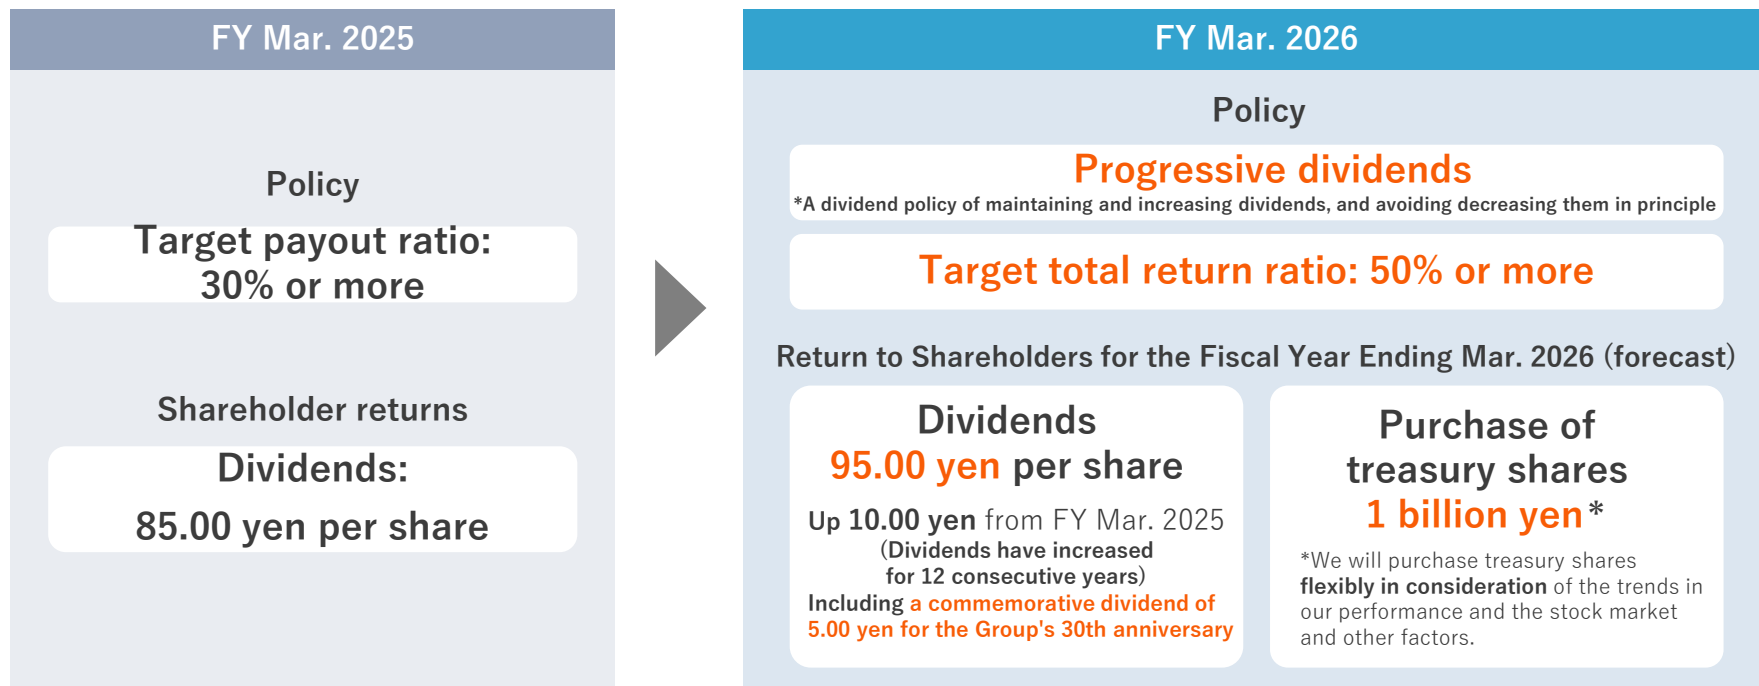 FY Mar. 2025
Policy
Target payout ratio:
30% or more
Shareholder returns
Dividends:
85.00 yen per share
FY Mar. 2026
Policy
Progressive dividends
*A dividend policy of maintaining and increasing dividends, and avoiding decreasing them in principle
Target total return ratio: 50% or more
Return to Shareholders for the Fiscal Year Ending Mar. 2026 (forecast)
Dividends
95.00 yen per share
Up 10.00 yen from FY Mar. 2025
(Dividends have increased
for 12 consecutive years)
Including a commemorative dividend of
5.00 yen for the Group's 30th anniversary
Purchase of
treasury shares
1 billion yen*
*We will purchase treasury shares
flexibly in consideration of the trends in
our performance and the stock market
and other factors.